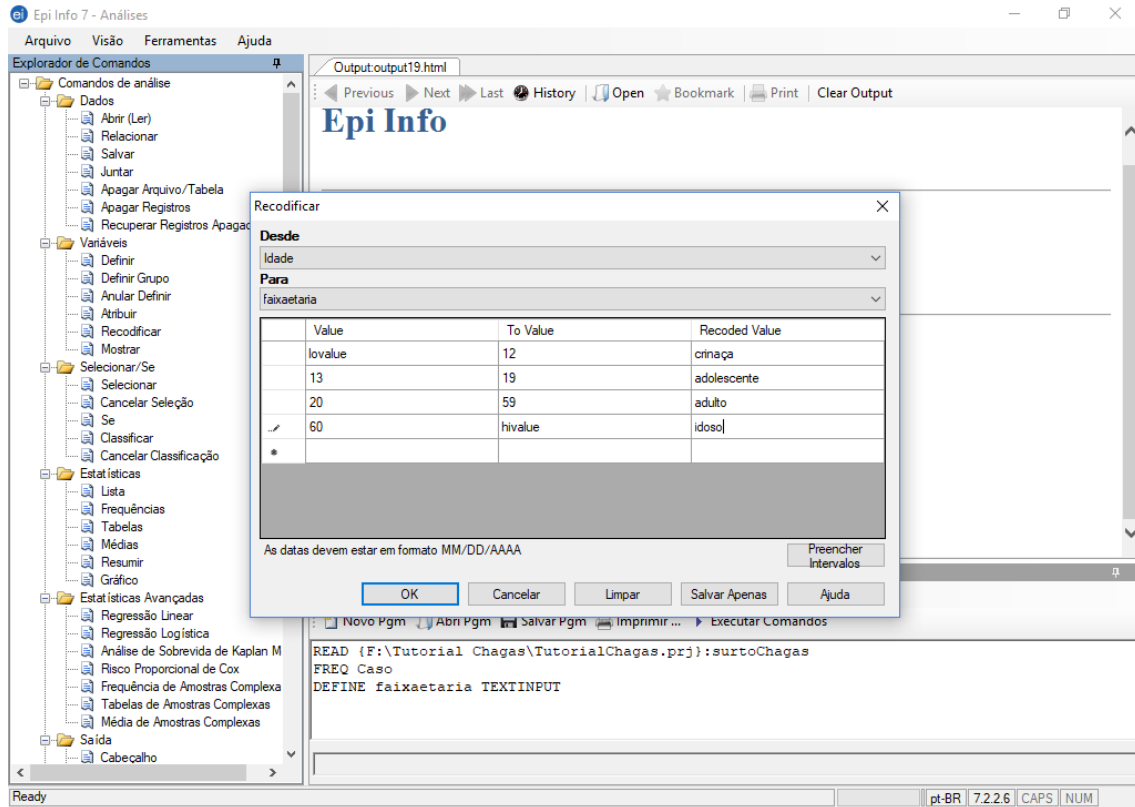 Epi Info 7 - Análises
Arquivo Visão Ferramentas Ajuda
Explorador de Comandos
Comandos de análise
Dados
Abrir (Ler)
Relacionar
Salvar
Juntar
Apagar Arquivo/Tabela
Apagar Registros
Recuperar Registros Apagad
Variáveis
Definir
Definir Grupo
Anular Definir
Atribuir
Recodificar
Mostrar
Selecionar/Se
Selecionar
Cancelar Seleção
Se
Classificar
Cancelar Classificação
Estatísticas
Lista
Frequências
Tabelas
Médias
Resumir
Gráfico
Estatísticas Avançadas
Regressão Linear
Regressão Logística
Análise de Sobrevida de Kaplan M
Risco Proporcional de Cox
Frequência de Amostras Complexa
Tabelas de Amostras Complexas
Média de Amostras Complexas
Saída
Cabeçalho
Output:output19.html
Previous Next Last History Open Bookmark Print Clear Output
Epi Info
Recodificar
Desde
Idade
Para
faixaetaria
Value To Value Recoded Value
lovalue 12 crinaça
13 19 adolescente
20 59 adulto
60 hivalue idoso
As datas devem estar em formato MM/DD/AAAA
Preencher
Intervalos
OK Cancelar Limpar Salvar Apenas Ajuda
Novo Pgm Abri Pgm Salvar Pgm Imprimir ... Executar Comandos
READ {F:\Tutorial Chagas\TutorialChagas.prj}:surtoChagas
FREQ Caso
DEFINE faixaetaria TEXTINPUT
Ready pt-BR 7.2.2.6 CAPS NUM